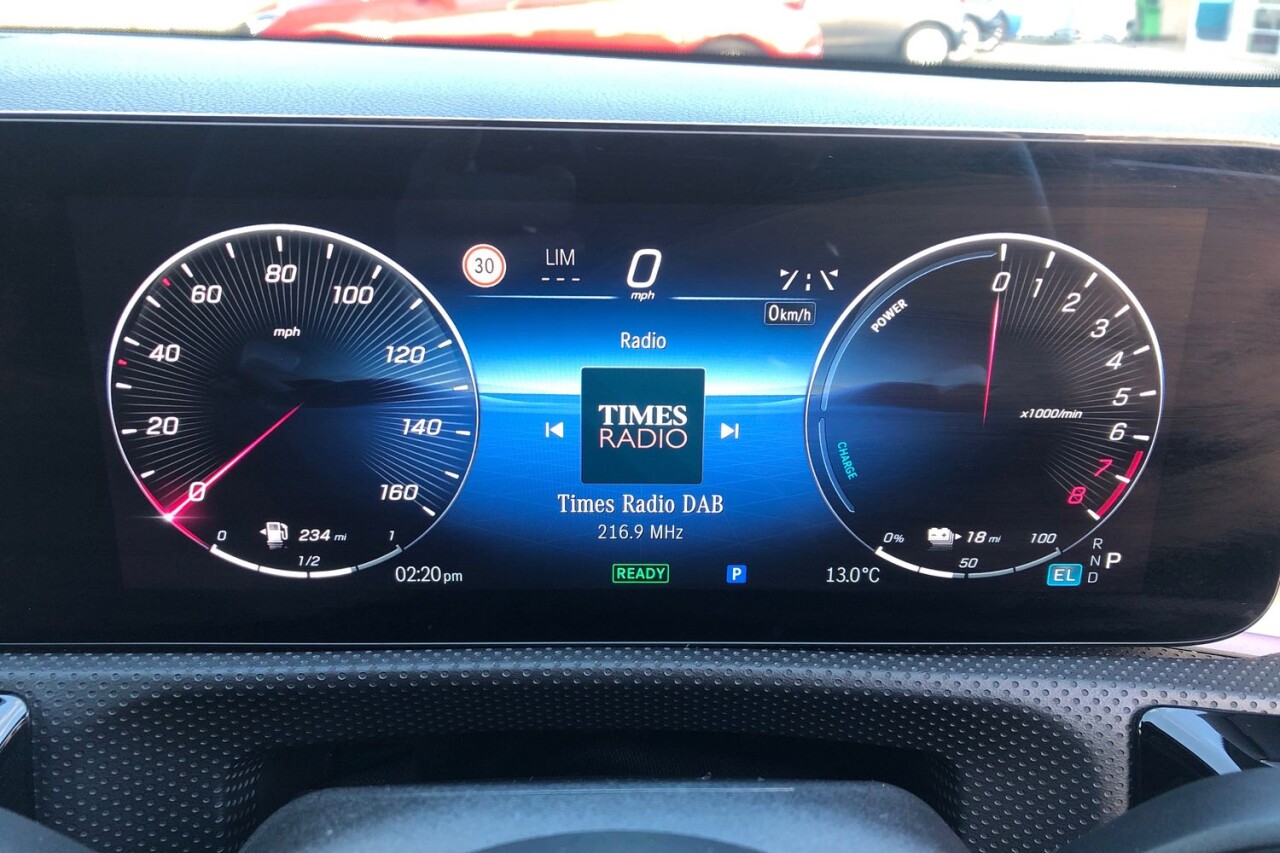 30
LIM
---
0
mph
0km/h
Radio
TIMES
RADIO
Times Radio DAB
216.9 MHz
READY
P
0
20
40
60
80
100
120
140
160
mph
0
1/2
1
234 mi
02:20pm
POWER
CHARGE
0
1
2
3
4
5
6
7
8
x1000/min
0%
50
100
18 mi
13.0°C
EL
R
N
D
P